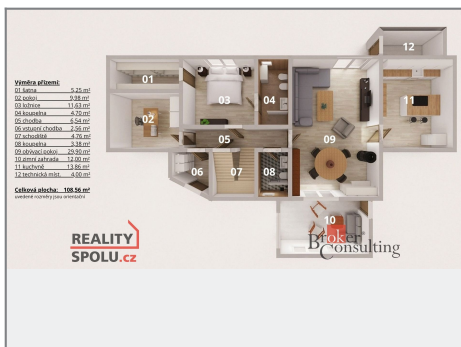 Výměra přízemí:
01 šatna 5,25 m²
02 pokoj 9,98 m²
03 ložnice 11,63 m²
04 koupelna 4,70 m²
05 chodba 6,54 m²
06 vstupní chodba 2,56 m²
07 schodiště 4,76 m²
08 koupelna 3,38 m²
09 obývací pokoj 29,90 m²
10 zimní zahrada 12,00 m²
11 kuchyně 13,86 m²
12 technická míst. 4,00 m²
Celková plocha: 108,56 m²
uvedené rozměry jsou orientační
01
02
03
04
05
06
07
08
09
10
11
12
REALITY
SPOLU.cz
Broker
Consulting